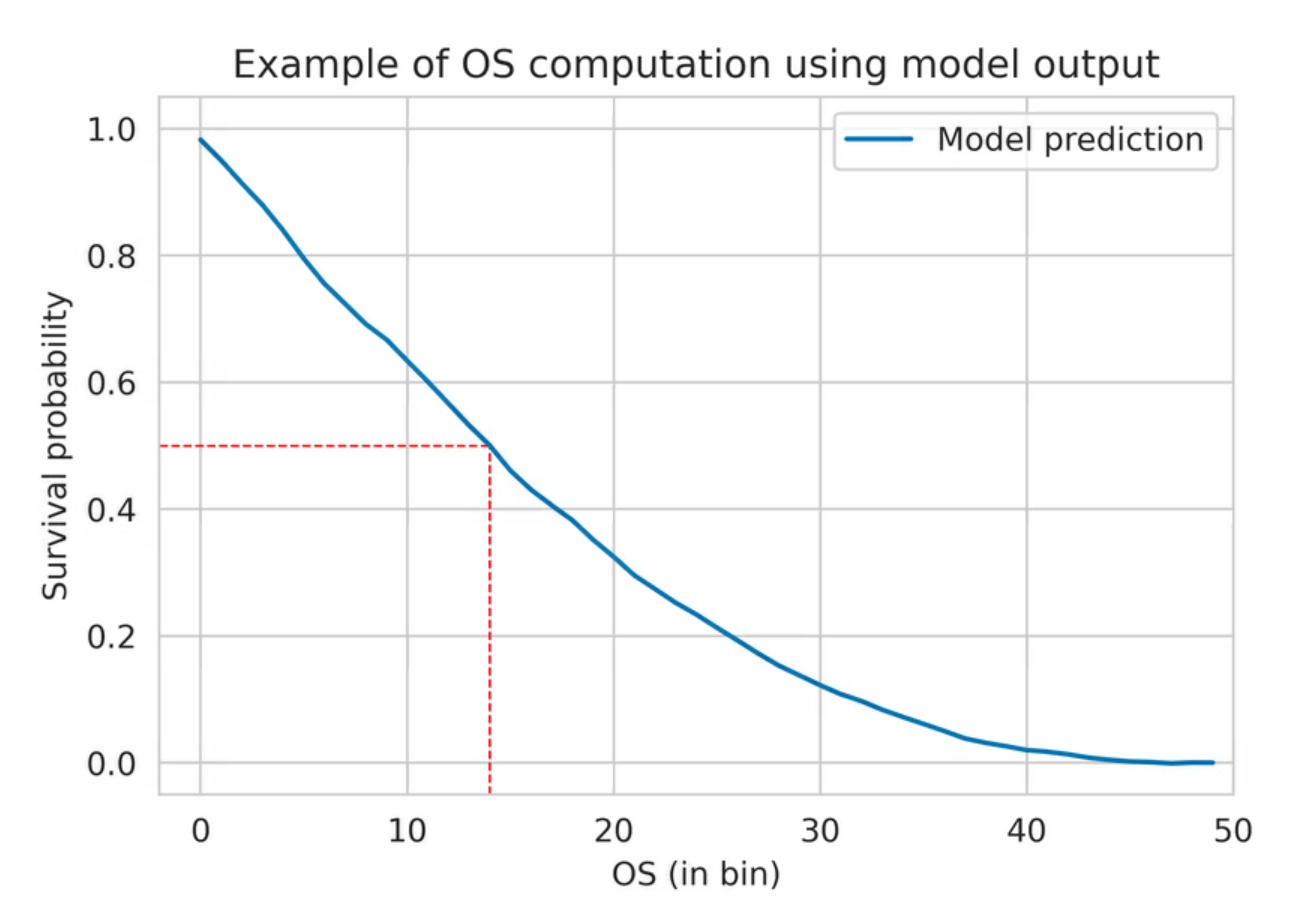 Example of OS computation using model output
Model prediction
1.0
0.8
0.6
0.4
0.2
0.0
Survival probability
0 10 20 30 40 50
OS (in bin)